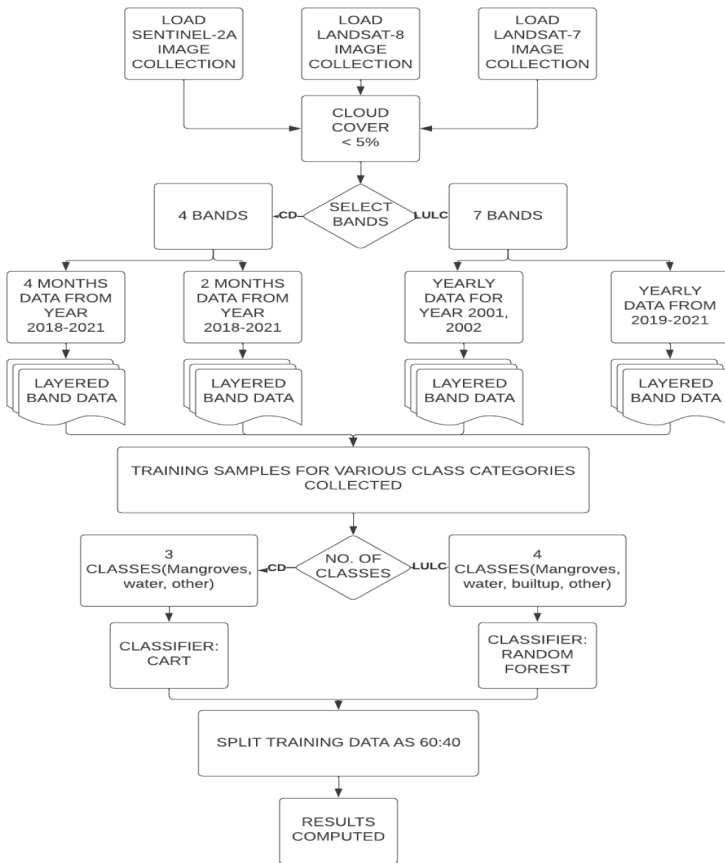 LOAD
SENTINEL-2A
IMAGE
COLLECTION
LOAD
LANDSAT-8
IMAGE
COLLECTION
LOAD
LANDSAT-7
IMAGE
COLLECTION
CLOUD
COVER
< 5%
4 BANDS
CD
SELECT
BANDS
LULC
7 BANDS
4 MONTHS
DATA FROM
YEAR
2018-2021
2 MONTHS
DATA FROM
YEAR
2018-2021
YEARLY
DATA FOR
YEAR 2001,
2002
YEARLY
DATA FROM
2019-2021
LAYERED
BAND DATA
LAYERED
BAND DATA
LAYERED
BAND DATA
LAYERED
BAND DATA
TRAINING SAMPLES FOR VARIOUS CLASS CATEGORIES
COLLECTED
3
CLASSES(Mangroves,
water, other)
CD
NO. OF
CLASSES
LULC
4
CLASSES(Mangroves,
water, builtup, other)
CLASSIFIER:
CART
CLASSIFIER:
RANDOM
FOREST
SPLIT TRAINING DATA AS 60:40
RESULTS
COMPUTED